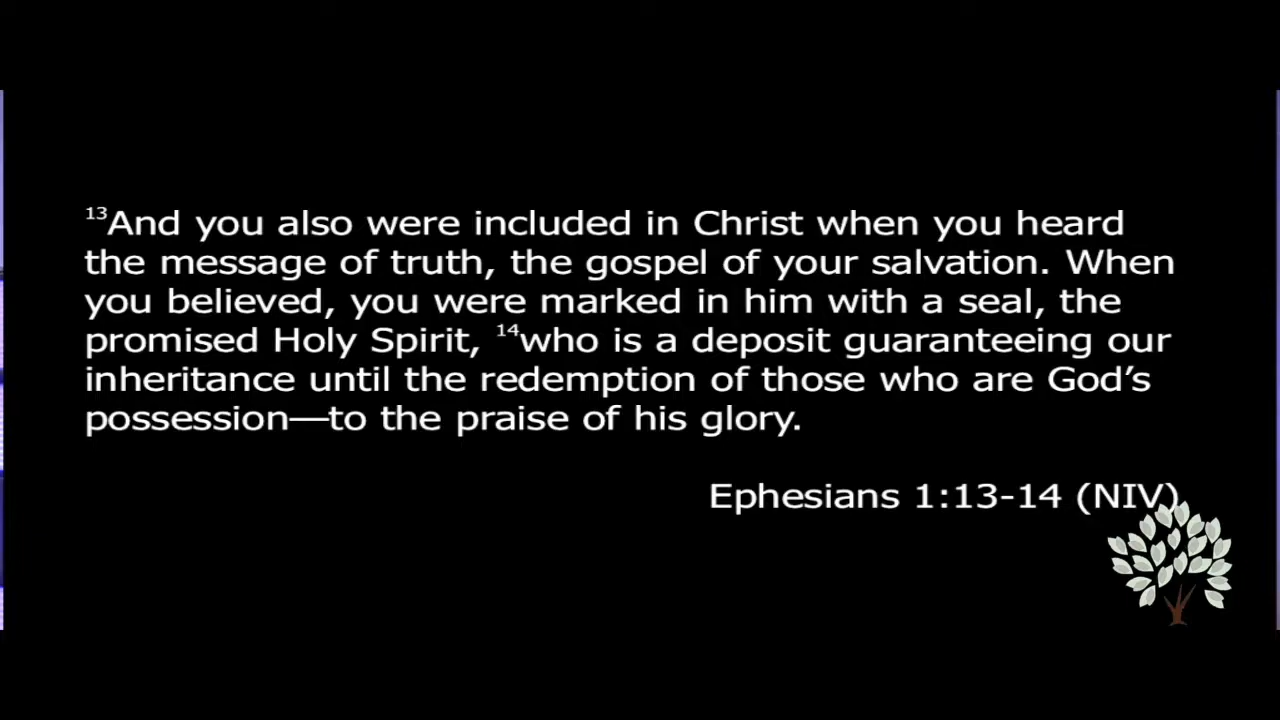 ¹³And you also were included in Christ when you heard
the message of truth, the gospel of your salvation. When
you believed, you were marked in him with a seal, the
promised Holy Spirit, ¹⁴who is a deposit guaranteeing our
inheritance until the redemption of those who are God’s
possession—to the praise of his glory.
Ephesians 1:13-14 (NIV)